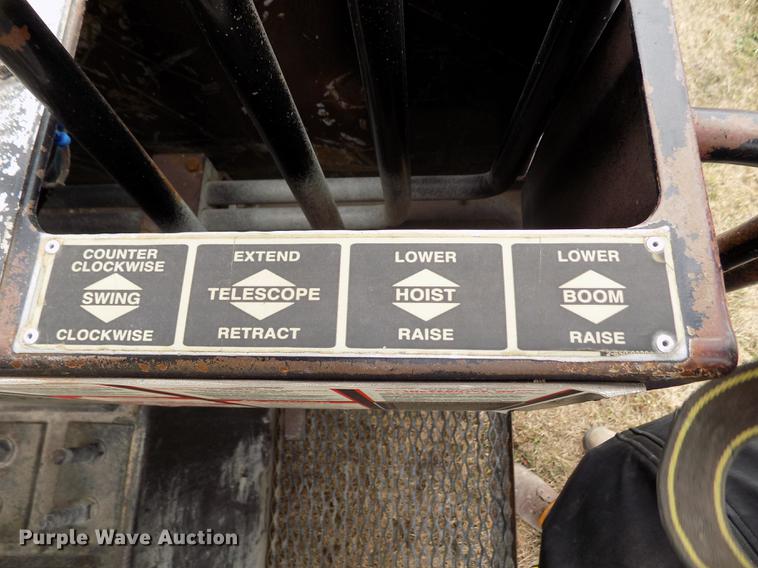 COUNTER
CLOCKWISE
SWING
CLOCKWISE
EXTEND
TELESCOPE
RETRACT
LOWER
HOIST
RAISE
LOWER
BOOM
RAISE
Purple Wave Auction